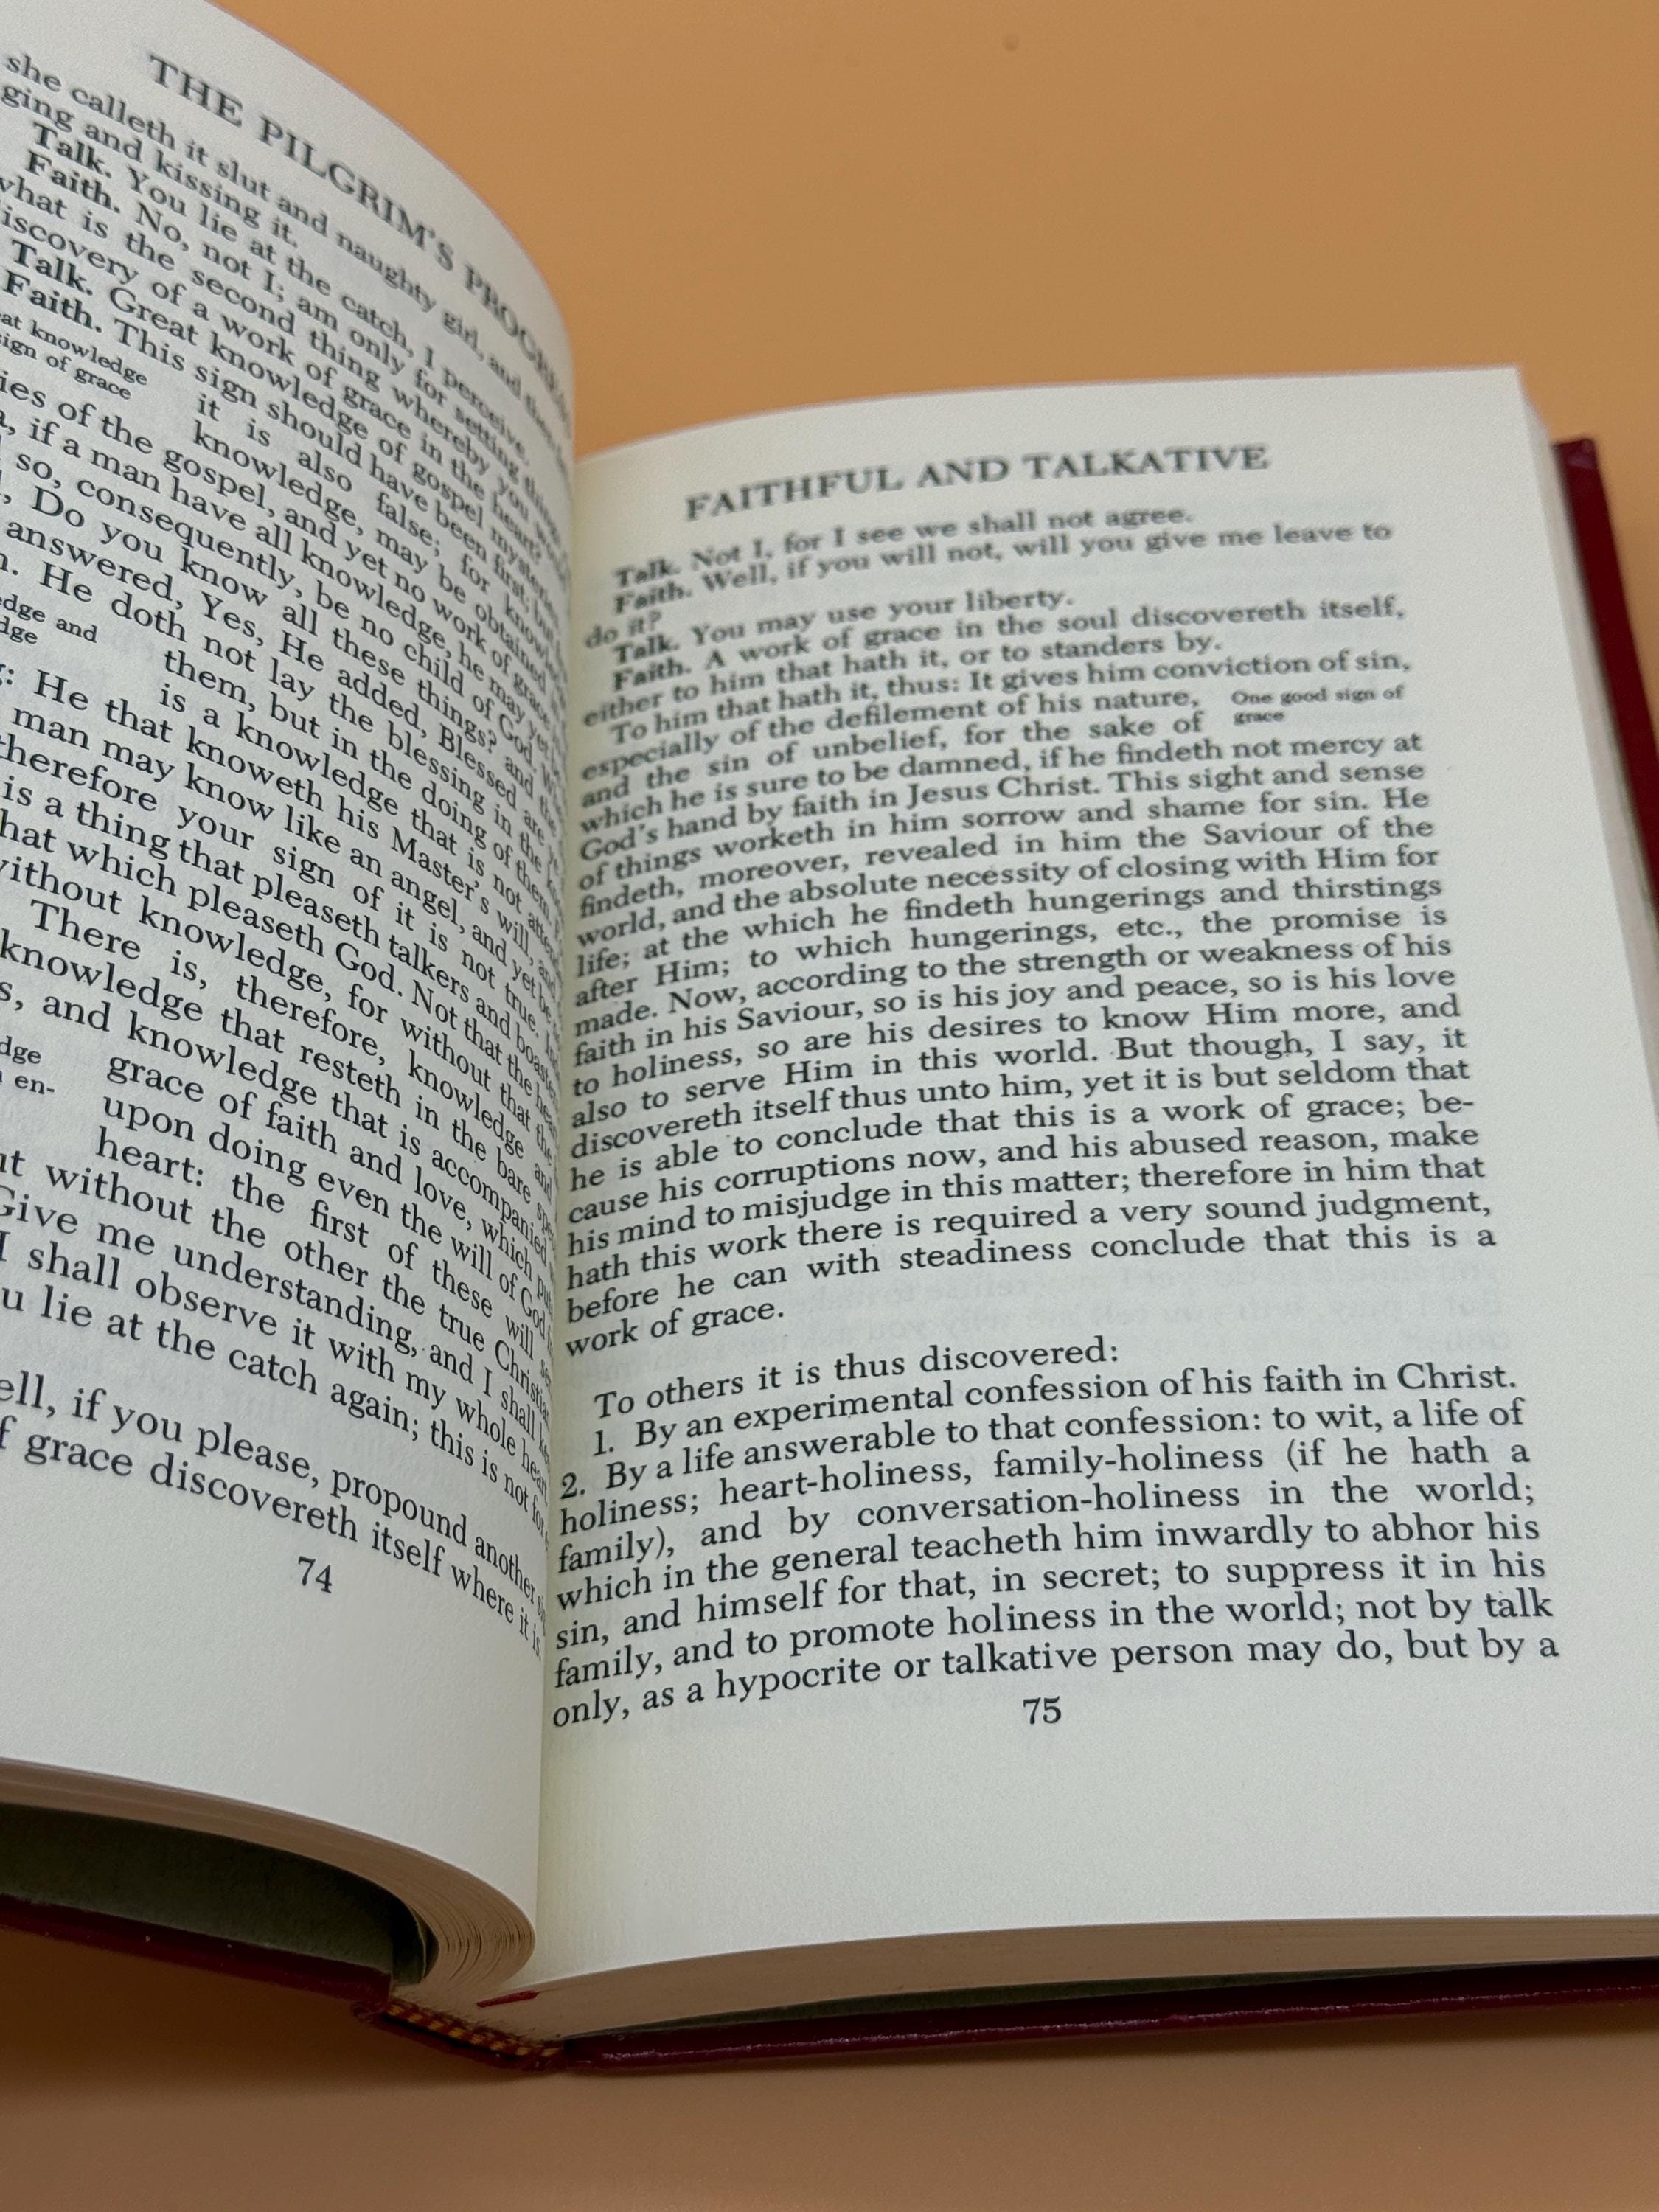 THE PILGRIM'S PROGRESS
she calleth it slut and naughty girl, and then
ging and kissing it.
Talk. You lie at the catch, I perceive.
Faith. No, not I; am only for setting things
what is the second thing whereby you
iscovery of a work of grace in the heart?
Talk. Great knowledge of gospel mysteries.
Faith. This sign should have been first; but
at knowledge
sign of grace
it is also false; for
knowledge, may be obtained
ies of the gospel, and yet no work of grace
, if a man have all knowledge, he may yet
so, consequently, be no child of God.
, Do you know all these things? and the
answered, Yes, He added, Blessed are
. He doth not lay the blessing in the
edge and
dge
them, but in the doing of them.
is a knowledge that is not
: He that knoweth his Master's will, and
man may know like an angel, and yet be
therefore your sign of it is not true.
is a thing that pleaseth talkers and
hat which pleaseth God. Not that the
without knowledge, for without that the
There is, therefore, knowledge and
knowledge that resteth in the bare
s, and knowledge that is accompanied
dge
en-
grace of faith and love, which
upon doing even the will of God
heart: the first of these will
ut without the other the true Christian
Give me understanding, and I shall
I shall observe it with my whole
u lie at the catch again; this is not
ell, if you please, propound another
f grace discovereth itself where it is
74
FAITHFUL AND TALKATIVE
Talk. Not I, for I see we shall not agree.
Faith. Well, if you will not, will you give me leave to
do it?
Talk. You may use your liberty.
Faith. A work of grace in the soul discovereth itself,
either to him that hath it, or to standers by.
To him that hath it, thus: It gives him conviction of sin,
especially of the defilement of his nature,
One good sign of
grace
and the sin of unbelief, for the sake of
which he is sure to be damned, if he findeth not mercy at
God's hand by faith in Jesus Christ. This sight and sense
of things worketh in him sorrow and shame for sin. He
findeth, moreover, revealed in him the Saviour of the
world, and the absolute necessity of closing with Him for
life; at the which he findeth hungerings and thirstings
after Him; to which hungerings, etc., the promise is
made. Now, according to the strength or weakness of his
faith in his Saviour, so is his joy and peace, so is his love
to holiness, so are his desires to know Him more, and
also to serve Him in this world. But though, I say, it
discovereth itself thus unto him, yet it is but seldom that
he is able to conclude that this is a work of grace; be-
cause his corruptions now, and his abused reason, make
his mind to misjudge in this matter; therefore in him that
hath this work there is required a very sound judgment,
before he can with steadiness conclude that this is a
work of grace.
To others it is thus discovered:
1. By an experimental confession of his faith in Christ.
2. By a life answerable to that confession: to wit, a life of
holiness; heart-holiness, family-holiness (if he hath a
family), and by conversation-holiness in the world;
which in the general teacheth him inwardly to abhor his
sin, and himself for that, in secret; to suppress it in his
family, and to promote holiness in the world; not by talk
only, as a hypocrite or talkative person may do, but by a
75